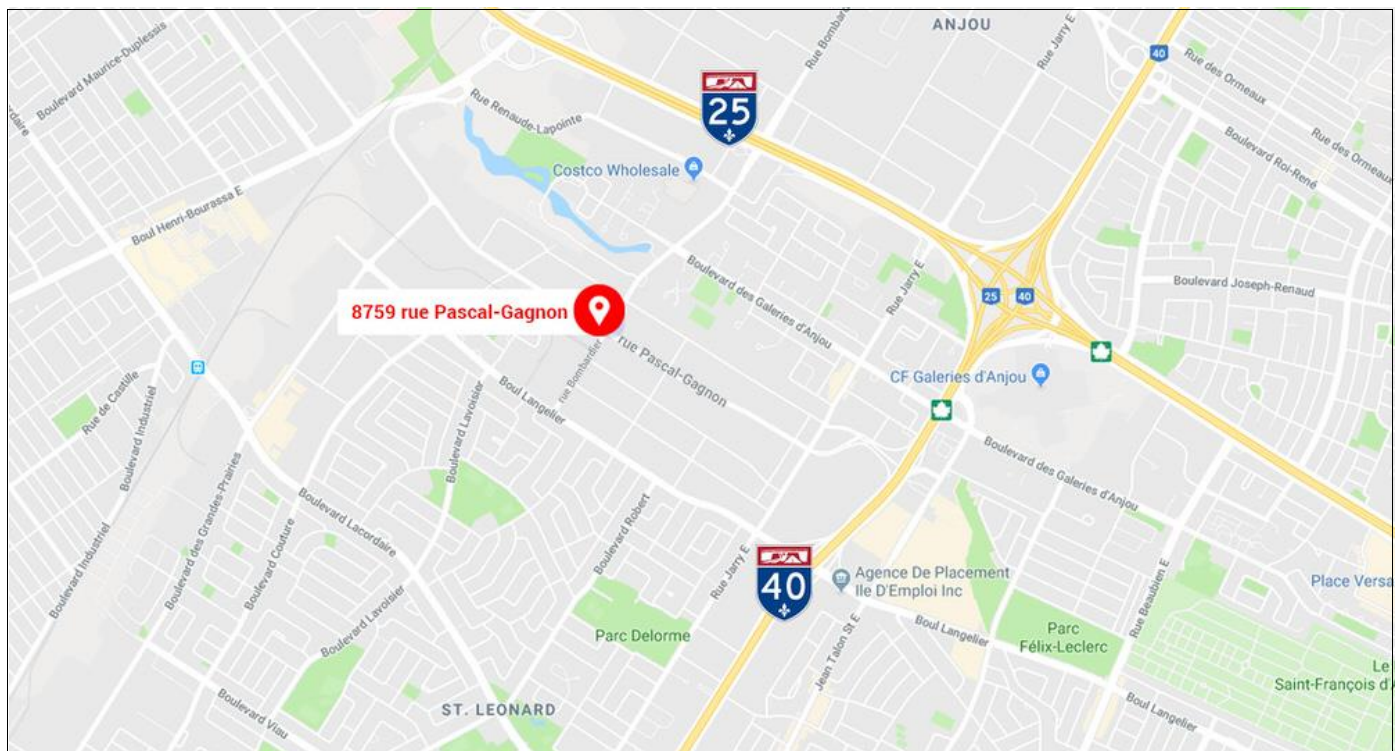 ANJOU
Boulevard Maurice-Duplessis
Rue Bombar
Rue Jarry E
40
Rue des Ormeaux
25
Rue Renaude-Lapointe
Costco Wholesale
Boulevard Roi-René
Rue des Ormeaux
Boul Henri-Bourassa E
Boulevard des Galeries d'Anjou
Rue Jarry E
Boulevard Joseph-Renaud
25
40
8759 rue Pascal-Gagnon
rue Pascal-Gagnon
rue Bombardier
CF Galeries d'Anjou
Rue de Castille
Boulevard Industriel
Boulevard Lavoisier
Boul Langelier
Boulevard des Galeries d'Anjou
Boulevard des Grandes-Prairies
Boulevard Industriel
Boulevard Couture
Boulevard Lacordaire
Boulevard Robert
Rue Jarry E
40
Agence De Placement
Ile D'Emploi Inc
Place Versa
Rue Beaubien E
Boulevard Lavoisier
Parc Delorme
Jean Talon St E
Boul Langelier
Parc
Félix-Leclerc
Le
Saint-François d'A
Boulevard Viau
ST. LEONARD
Boul Langelier